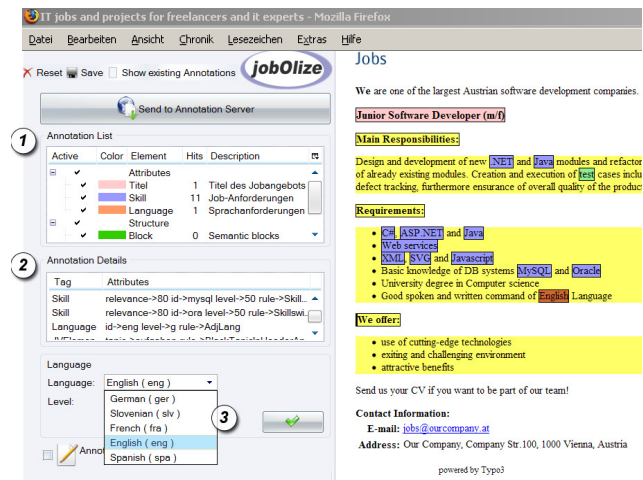 IT jobs and projects for freelancers and it experts - Mozilla Firefox
Datei Bearbeiten Ansicht Chronik Lesezeichen Extras Hilfe
Reset Save Show existing Annotations jobOlize
Send to Annotation Server
1
Annotation List
Active Color Element Hits Description
Attributes
Titel 1 Titel des Jobangebots
Skill 11 Job-Anforderungen
Language 1 Sprachanforderungen
Structure
Block 0 Semantic blocks
2
Annotation Details
Tag Attributes
Skill relevance->80 id->mysql level->50 rule->Skill...
Skill relevance->80 id->ora level->50 rule->Skillswi...
Language id->eng level->g rule->AdjLang
Language
Language: English ( eng )
Level:
German ( ger )
Slovenian ( slv )
French ( fra )
English ( eng )
Spanish ( spa )
3
Anno
Jobs
We are one of the largest Austrian software development companies.
Junior Software Developer (m/f)
Main Responsibilities:
Design and development of new .NET and Java modules and refactor
of already existing modules. Creation and execution of test cases inclu
defect tracking, furthermore ensurance of overall quality of the produc
Requirements:
• C#, ASP.NET and Java
• Web services
• XML, SVG and Javascript
• Basic knowledge of DB systems MySQL and Oracle
• University degree in Computer science
• Good spoken and written command of English Language
We offer:
• use of cutting-edge technologies
• exiting and challenging environment
• attractive benefits
Send us your CV if you want to be part of our team!
Contact Information:
E-mail: jobs@ourcompany.at
Address: Our Company, Company Str.100, 1000 Vienna, Austria
powered by Typo3